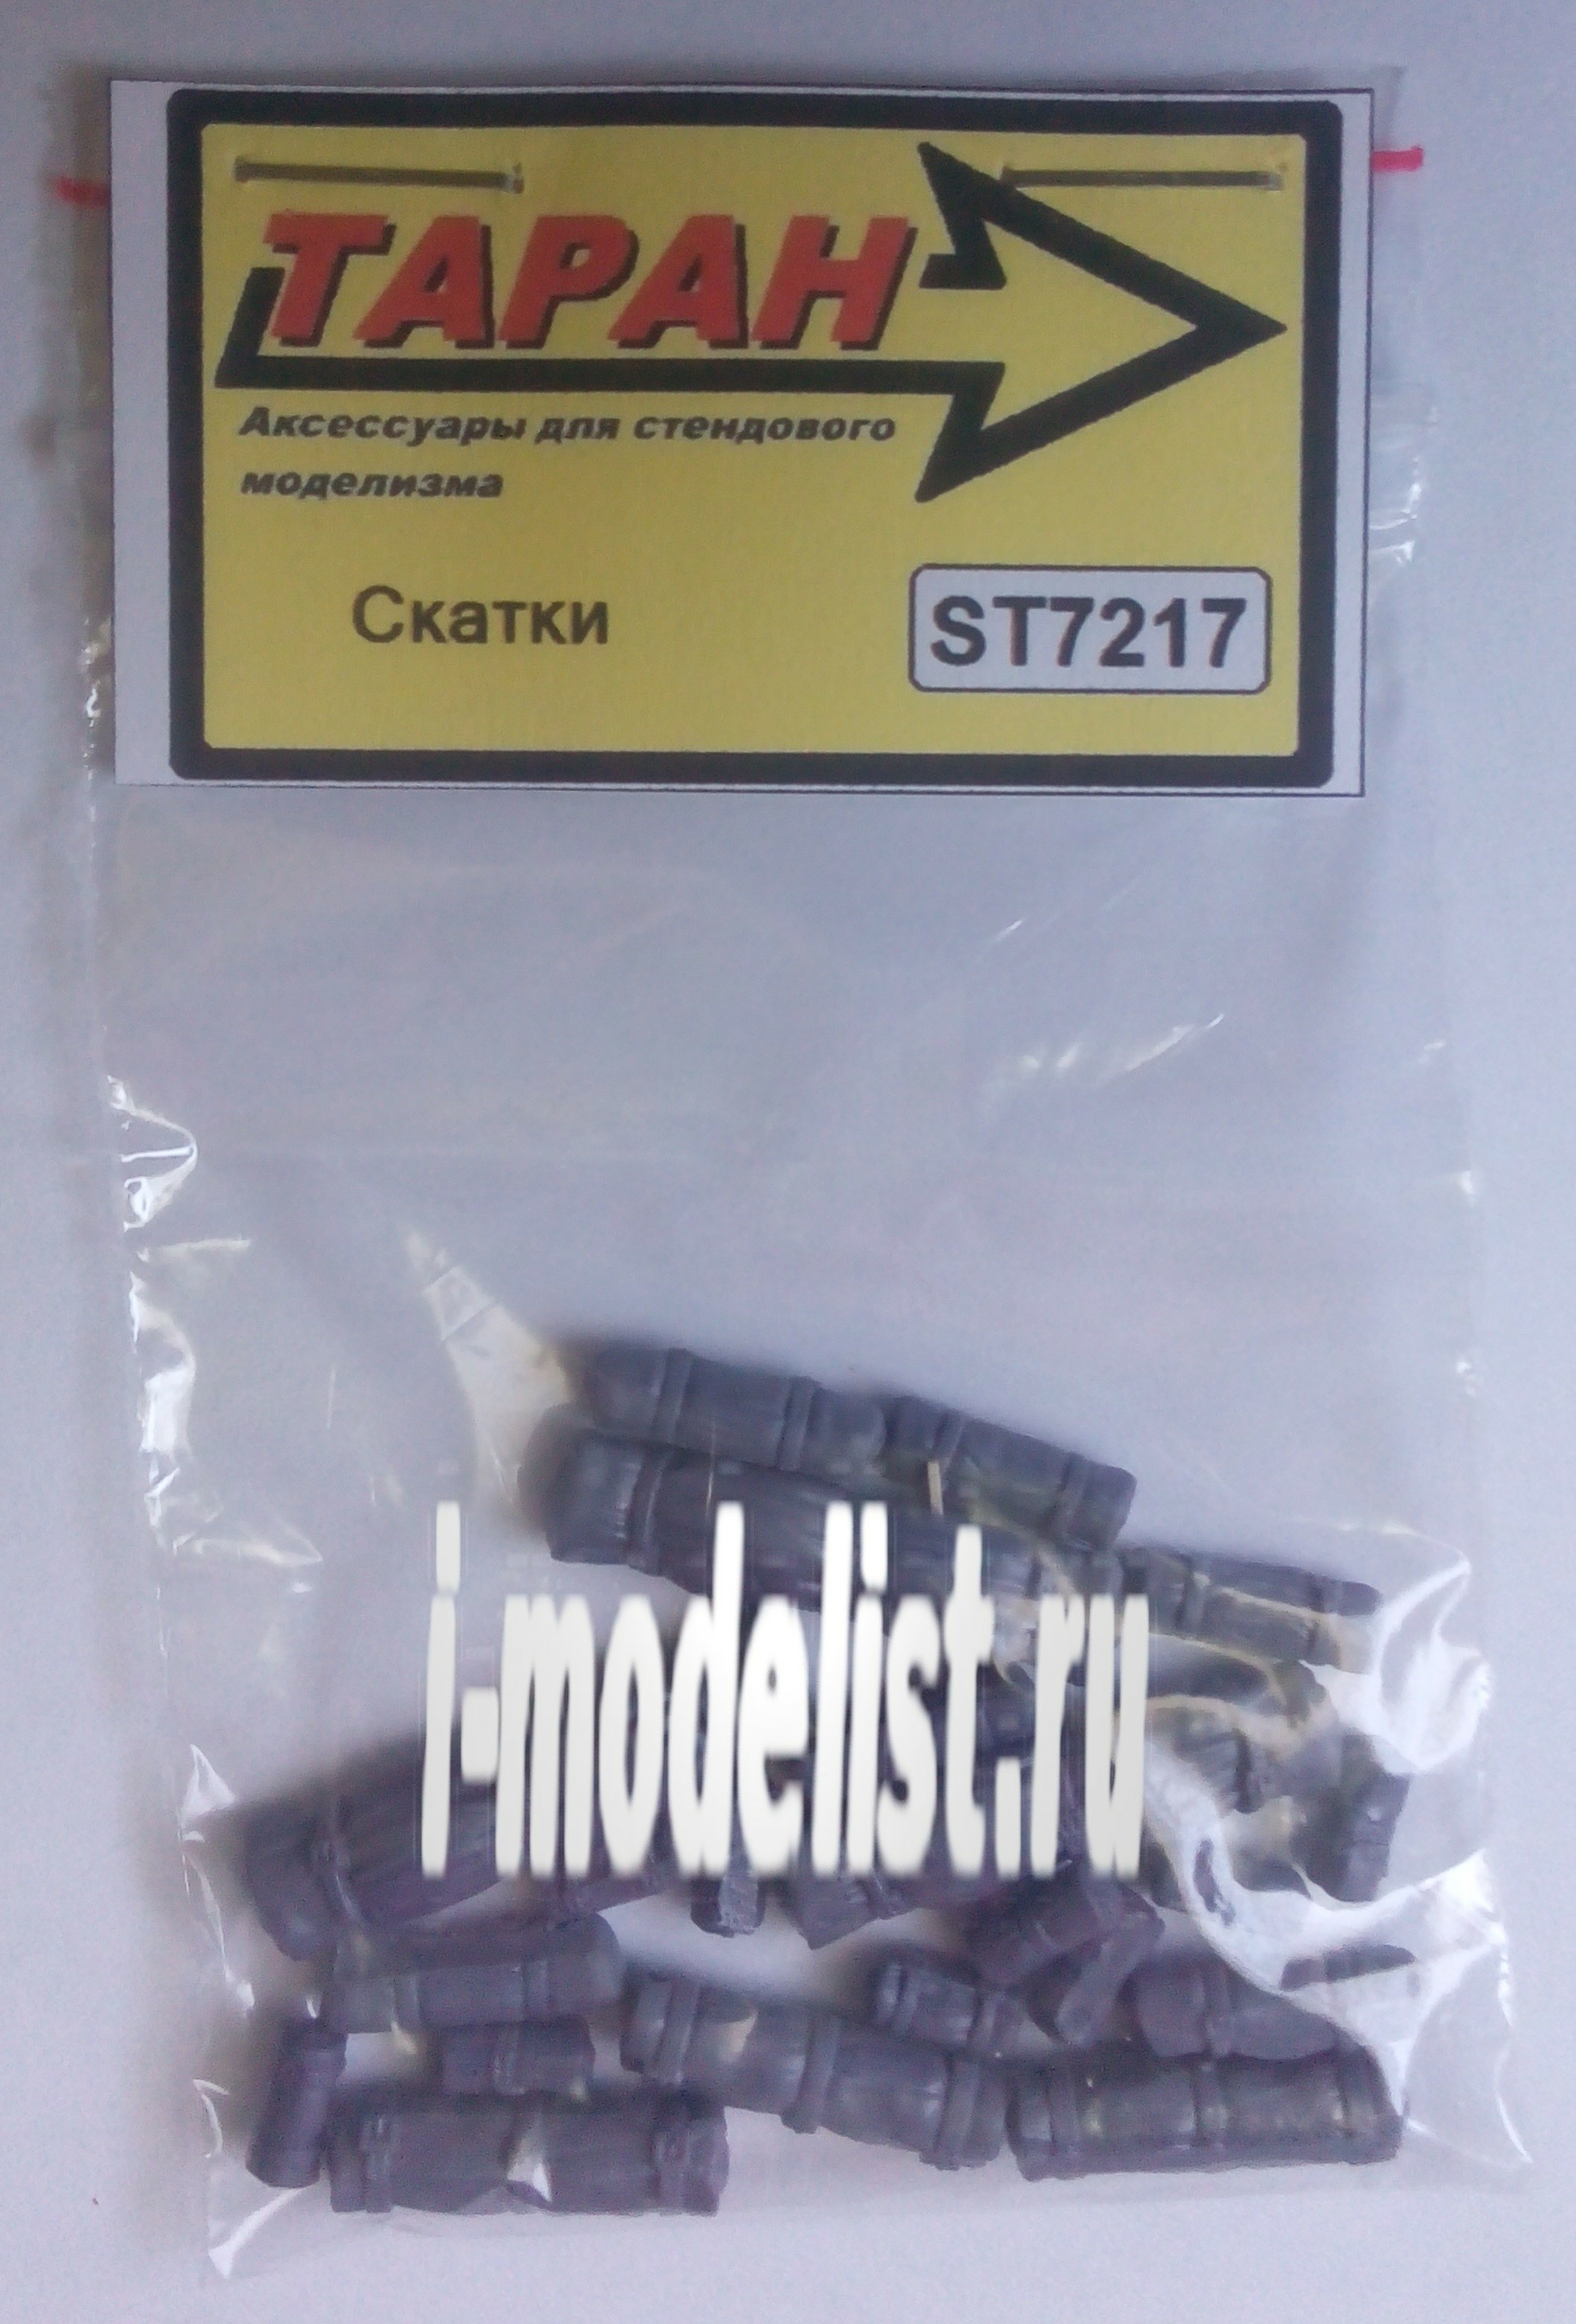 ТАРАН
Аксессуары для стендового
моделизма
Скатки
ST7217
i-modelist.ru